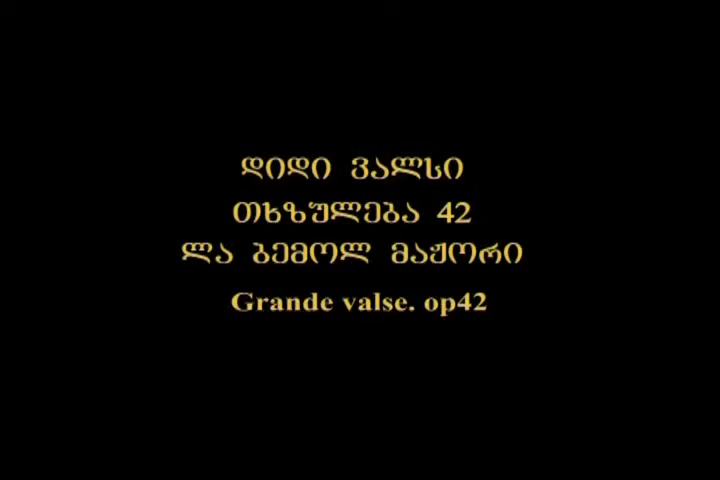 დიდი ვალსი
თხზულება 42
ლა ბემოლ მაჟორი
Grande valse. op42